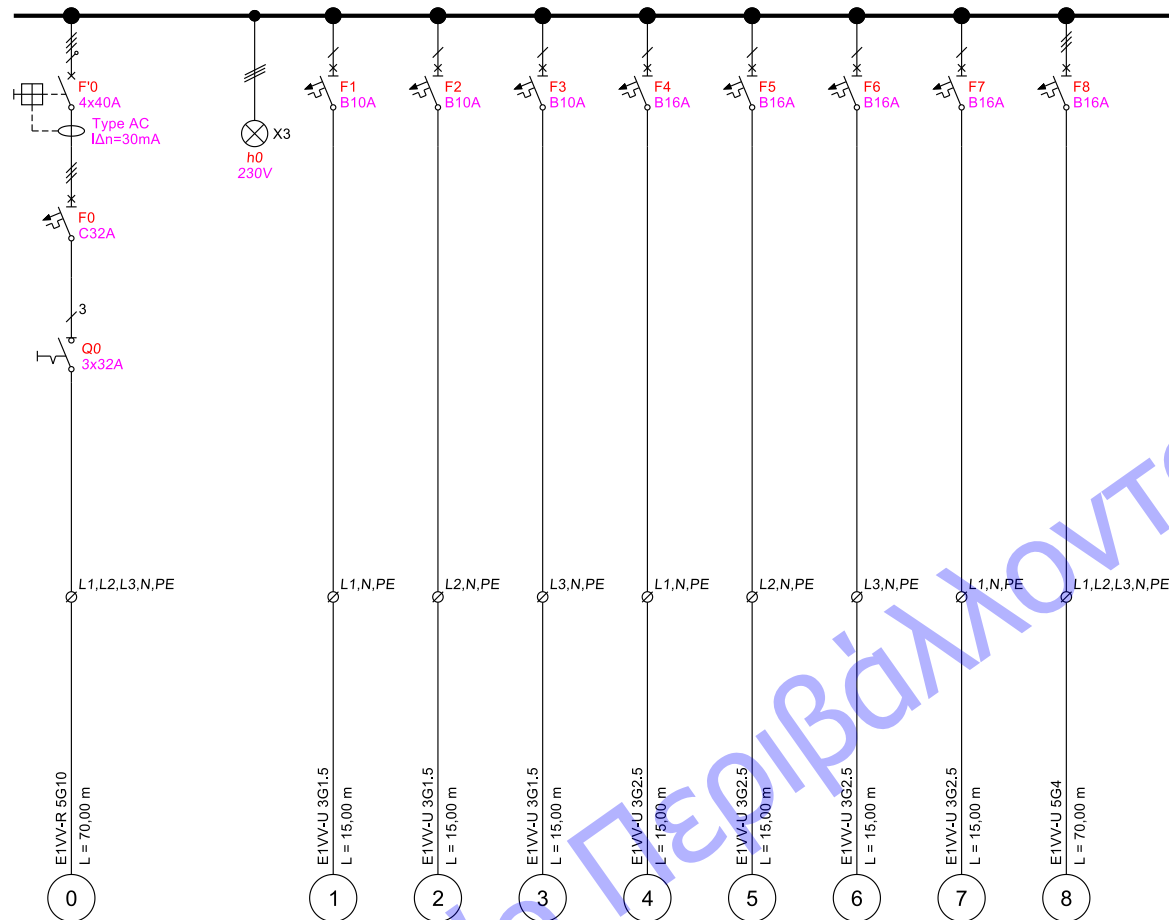 F'0
4x40A
Type AC
IΔn=30mA
F0
C32A
3
Q0
3x32A
L1,L2,L3,N,PE
E1VV-R 5G10
L = 70,00 m
0
X3
h0
230V
F1
B10A
L1,N,PE
E1VV-U 3G1.5
L = 15,00 m
1
F2
B10A
L2,N,PE
E1VV-U 3G1.5
L = 15,00 m
2
F3
B10A
L3,N,PE
E1VV-U 3G1.5
L = 15,00 m
3
F4
B16A
L1,N,PE
E1VV-U 3G2.5
L = 15,00 m
4
F5
B16A
L2,N,PE
E1VV-U 3G2.5
L = 15,00 m
5
F6
B16A
L3,N,PE
E1VV-U 3G2.5
L = 15,00 m
6
F7
B16A
L1,N,PE
E1VV-U 3G2.5
L = 15,00 m
7
F8
B16A
L1,L2,L3,N,PE
E1VV-U 5G4
L = 70,00 m
8